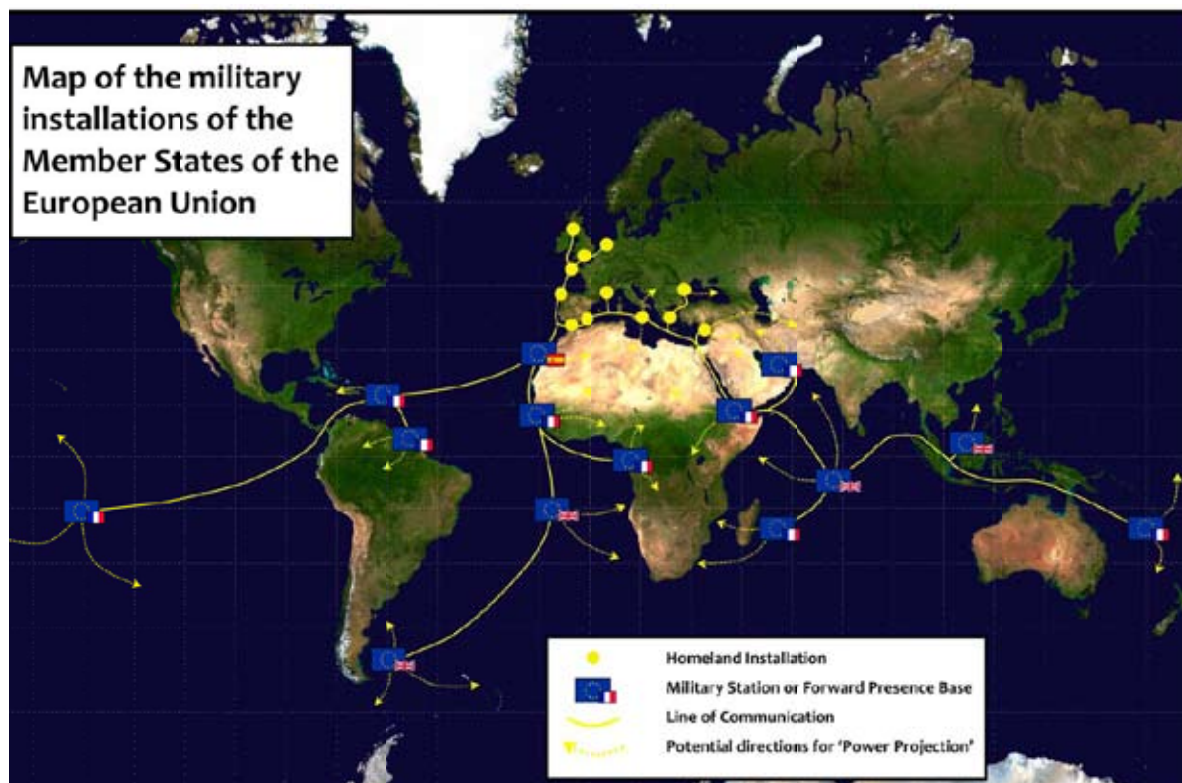 Map of the military
installations of the
Member States of the
European Union
Homeland Installation
Military Station or Forward Presence Base
Line of Communication
Potential directions for 'Power Projection'